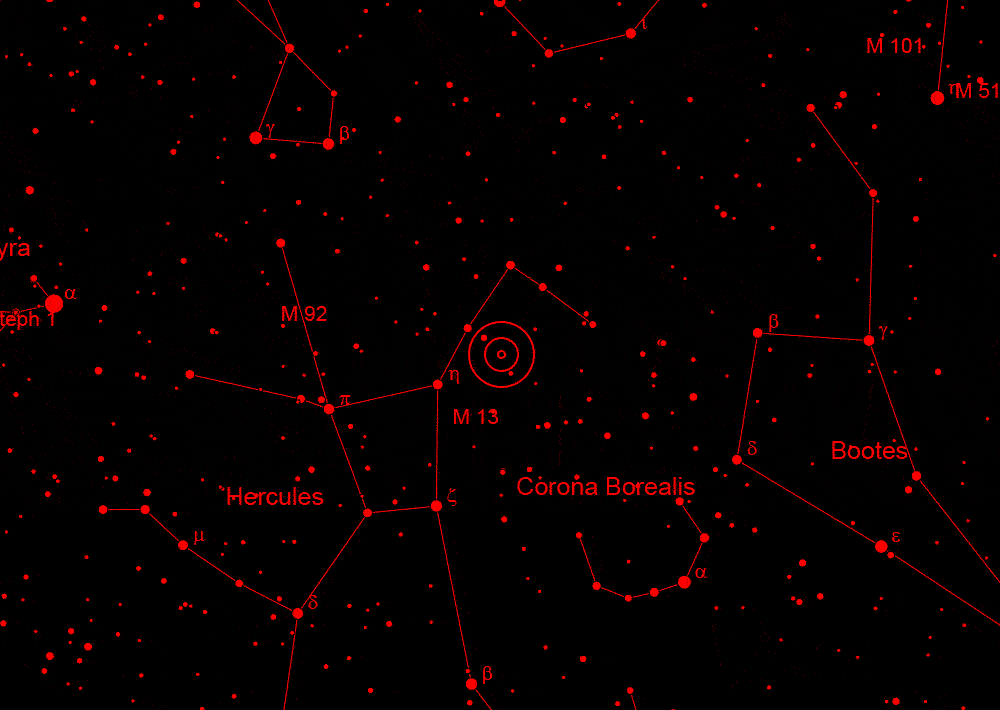 ι
M 101
η
M 51
γ
β
yra
α
teph 1
M 92
β
γ
η
π
M 13
δ
Bootes
Hercules
ζ
Corona Borealis
μ
ε
α
δ
β